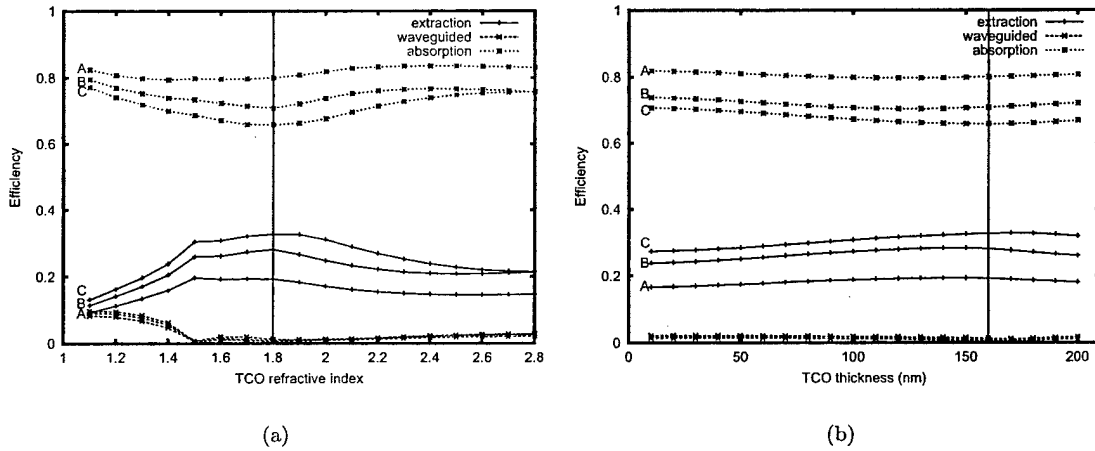 1
0.8
0.6
0.4
0.2
0
Efficiency
extraction
waveguided
absorption
A
B
C
C
B
A
1 1.2 1.4 1.6 1.8 2 2.2 2.4 2.6 2.8
TCO refractive index
(a)
1
0.8
0.6
0.4
0.2
0
Efficiency
extraction
waveguided
absorption
A
B
C
C
B
A
0 50 100 150 200
TCO thickness (nm)
(b)